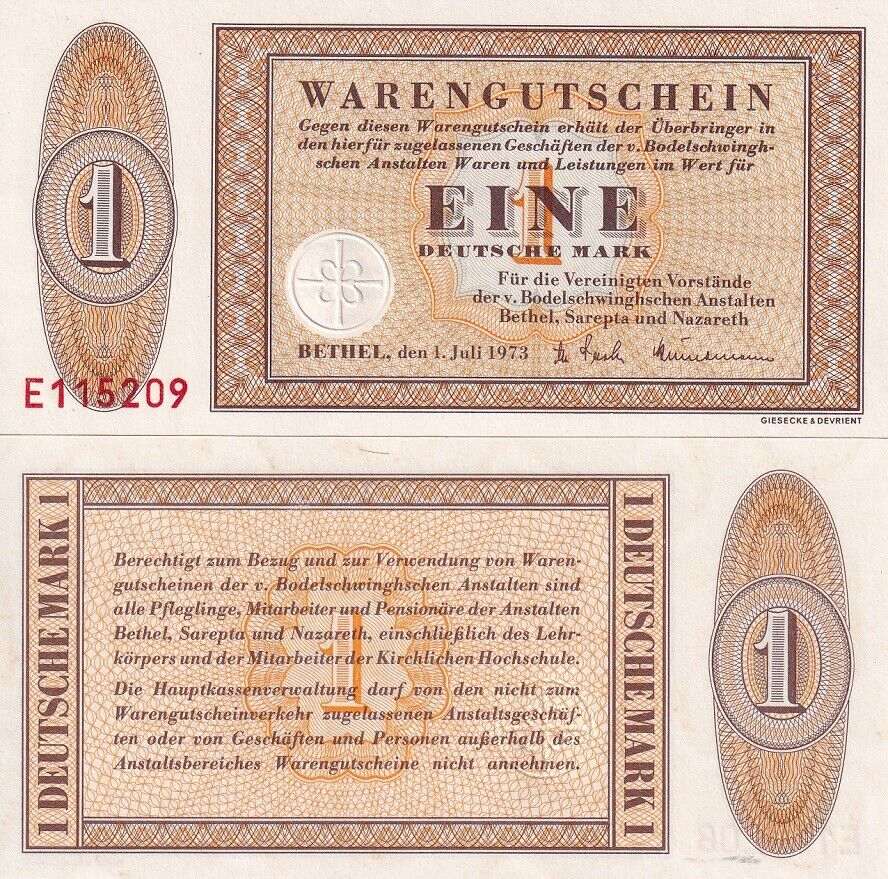 1
WARENGUTSCHEIN
Gegen diesen Warengutschein erhält der Überbringer in
den hierfür zugelassenen Geschäften der v. Bodelschwingh-
schen Anstalten Waren und Leistungen im Wert für
1
EINE
DEUTSCHE MARK
Für die Vereinigten Vorstände
der v. Bodelschwinghschen Anstalten
Bethel, Sarepta und Nazareth
BETHEL, den 1. Juli 1973
E115209
GIESECKE & DEVRIENT
1 DEUTSCHE MARK 1
Berechtigt zum Bezug und zur Verwendung von Waren-
gutscheinen der v. Bodelschwinghschen Anstalten sind
alle Pfleglinge, Mitarbeiter und Pensionäre der Anstalten
Bethel, Sarepta und Nazareth, einschließlich des Lehr-
körpers und der Mitarbeiter der Kirchlichen Hochschule.
1
Die Hauptkassenverwaltung darf von den nicht zum
Warengutscheinverkehr zugelassenen Anstaltsgeschäf-
ten oder von Geschäften und Personen außerhalb des
Anstaltsbereiches Warengutscheine nicht annehmen.
1 DEUTSCHE MARK 1
1